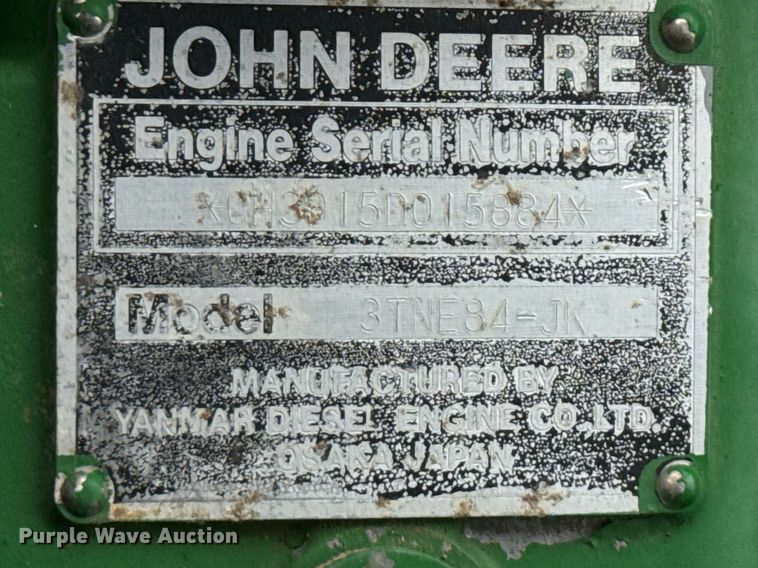 JOHN DEERE
Engine Serial Number
*CH3015D015884*
Model 3TNE84-JK
MANUFACTURED BY
YANMAR DIESEL ENGINE CO.,LTD.
OSAKA JAPAN
Purple Wave Auction